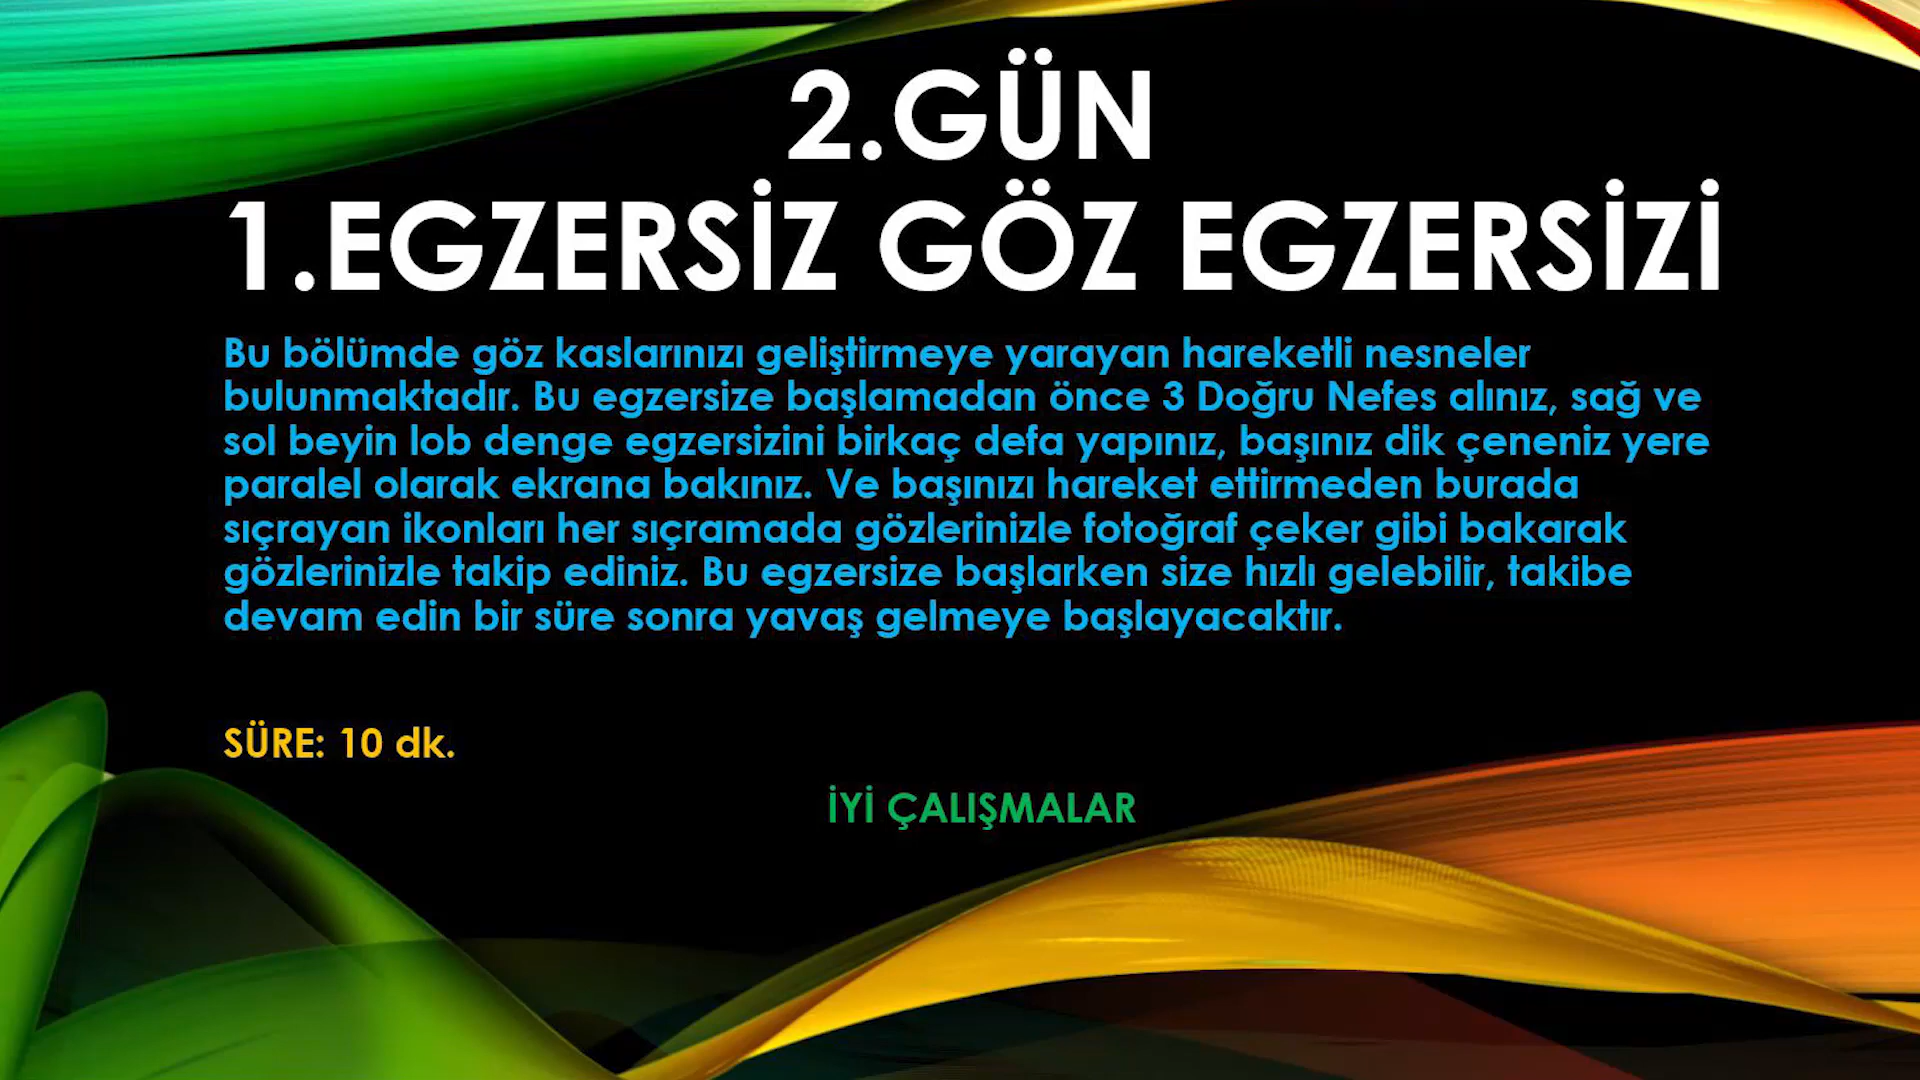 2.GÜN
1.EGZERSİZ GÖZ EGZERSİZİ
Bu bölümde göz kaslarınızı geliştirmeye yarayan hareketli nesneler
bulunmaktadır. Bu egzersize başlamadan önce 3 Doğru Nefes alınız, sağ ve
sol beyin lob denge egzersizini birkaç defa yapınız, başınız dik çeneniz yere
paralel olarak ekrana bakınız. Ve başınızı hareket ettirmeden burada
sıçrayan ikonları her sıçramada gözlerinizle fotoğraf çeker gibi bakarak
gözlerinizle takip ediniz. Bu egzersize başlarken size hızlı gelebilir, takibe
devam edin bir süre sonra yavaş gelmeye başlayacaktır.
SÜRE: 10 dk.
İYİ ÇALIŞMALAR